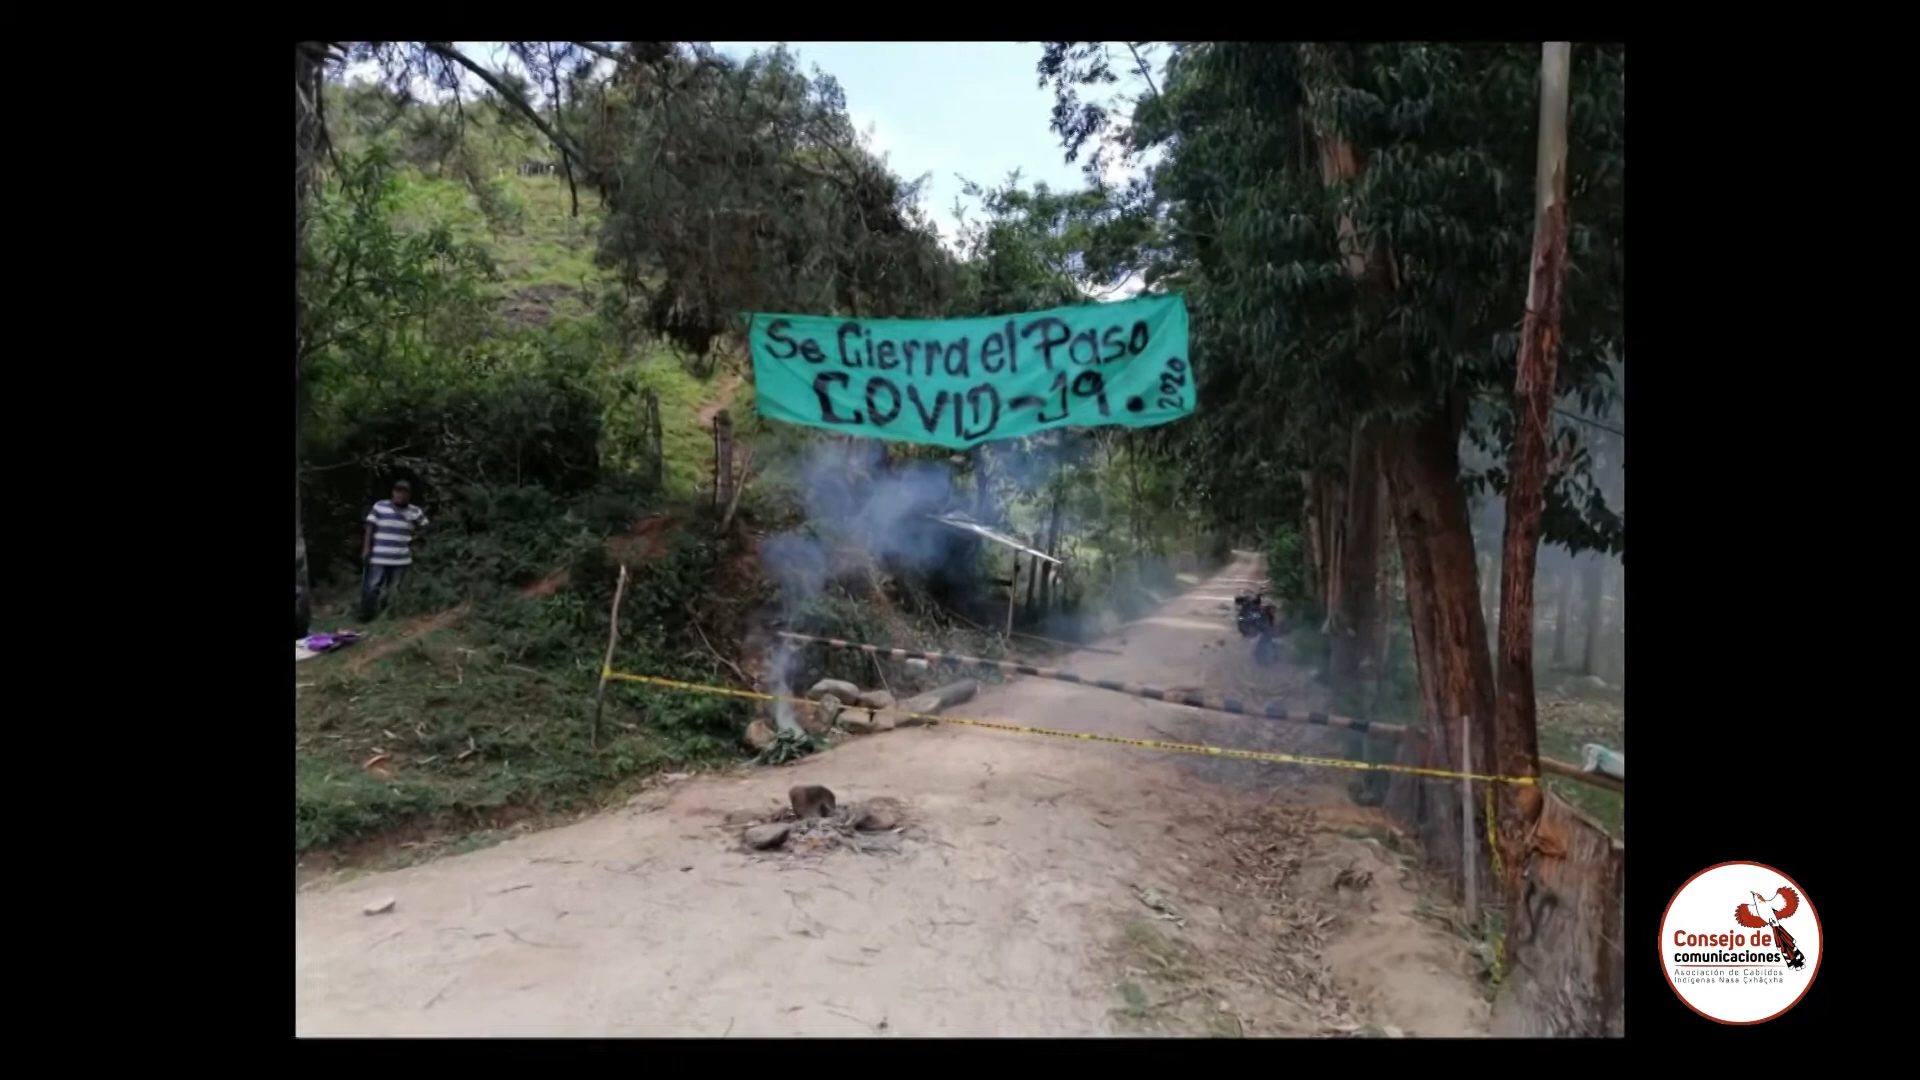 Se Cierra el Paso
COVID-19. 2020
Consejo de
comunicaciones
Asociación de Cabildos
Indígenas Nasa Çxhãçxha